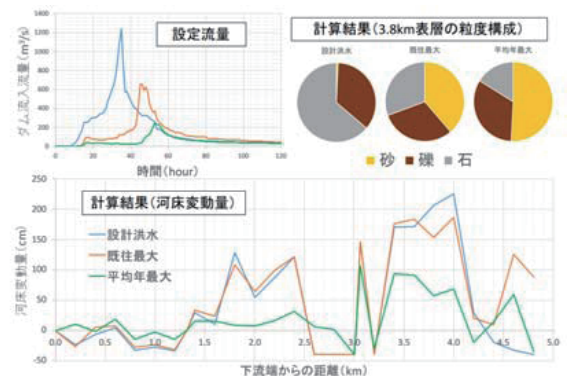 設定流量
ダム流入流量(m³/s)
1400
1200
1000
800
600
400
200
0
0
20
40
60
80
100
120
時間(hour)
計算結果(3.8km表層の粒度構成)
設計洪水
既往最大
平均年最大
砂
礫
石
計算結果(河床変動量)
設計洪水
既往最大
平均年最大
河床変動量(cm)
250
200
150
100
50
0
-50
0.0
0.5
1.0
1.5
2.0
2.5
3.0
3.5
4.0
4.5
5.0
下流端からの距離(km)